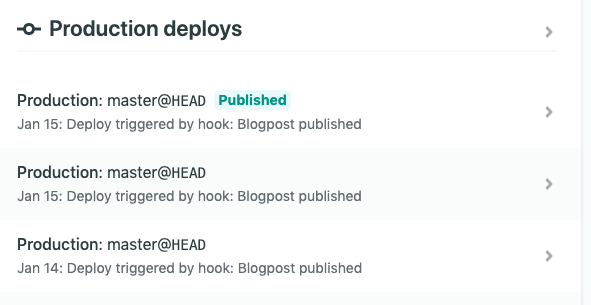 Production deploys
Production: master@HEAD Published
Jan 15: Deploy triggered by hook: Blogpost published
Production: master@HEAD
Jan 15: Deploy triggered by hook: Blogpost published
Production: master@HEAD
Jan 14: Deploy triggered by hook: Blogpost published